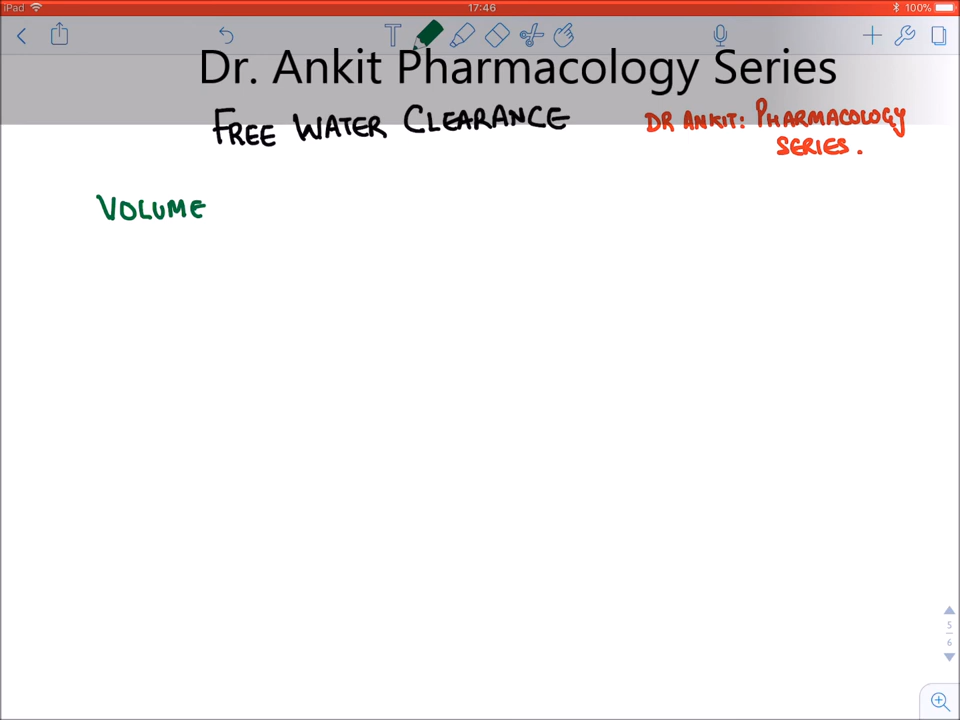 iPad 17:46 100%
Dr. Ankit Pharmacology Series
FREE WATER CLEARANCE
DR ANKIT: PHARMACOLOGY
SERIES.
VOLUME
5
6